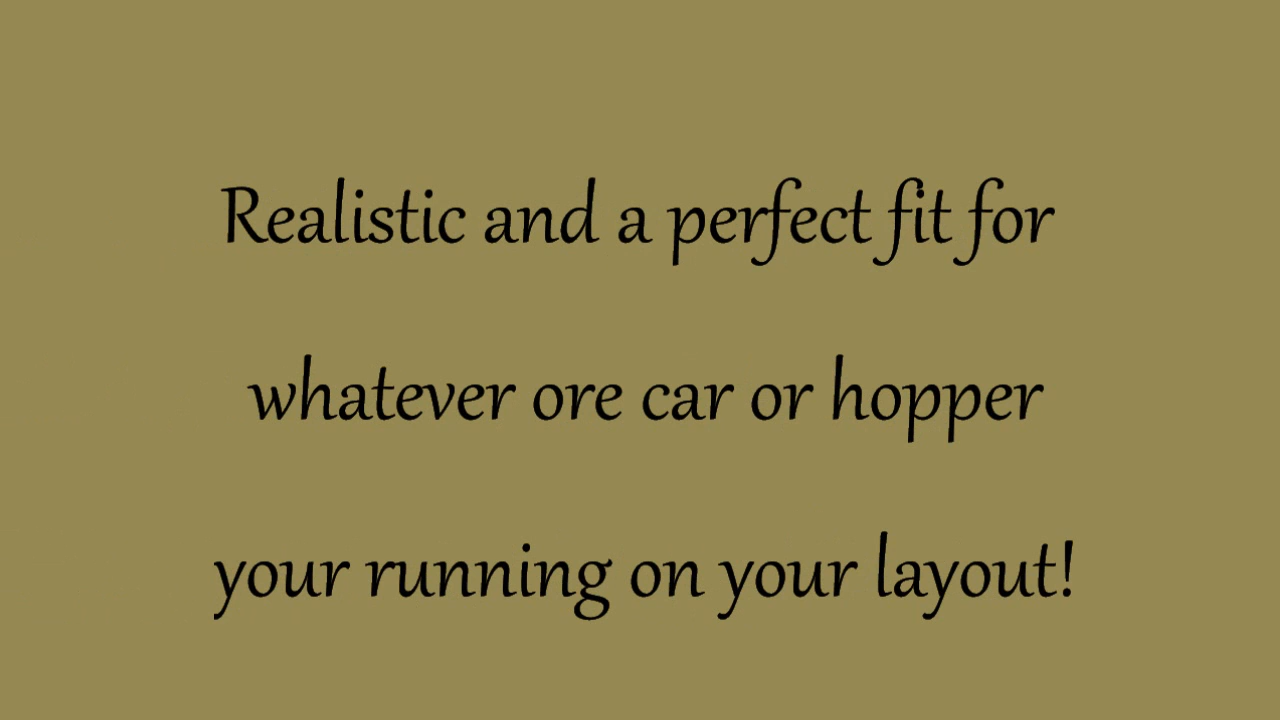 Realistic and a perfect fit for
whatever ore car or hopper
your running on your layout!